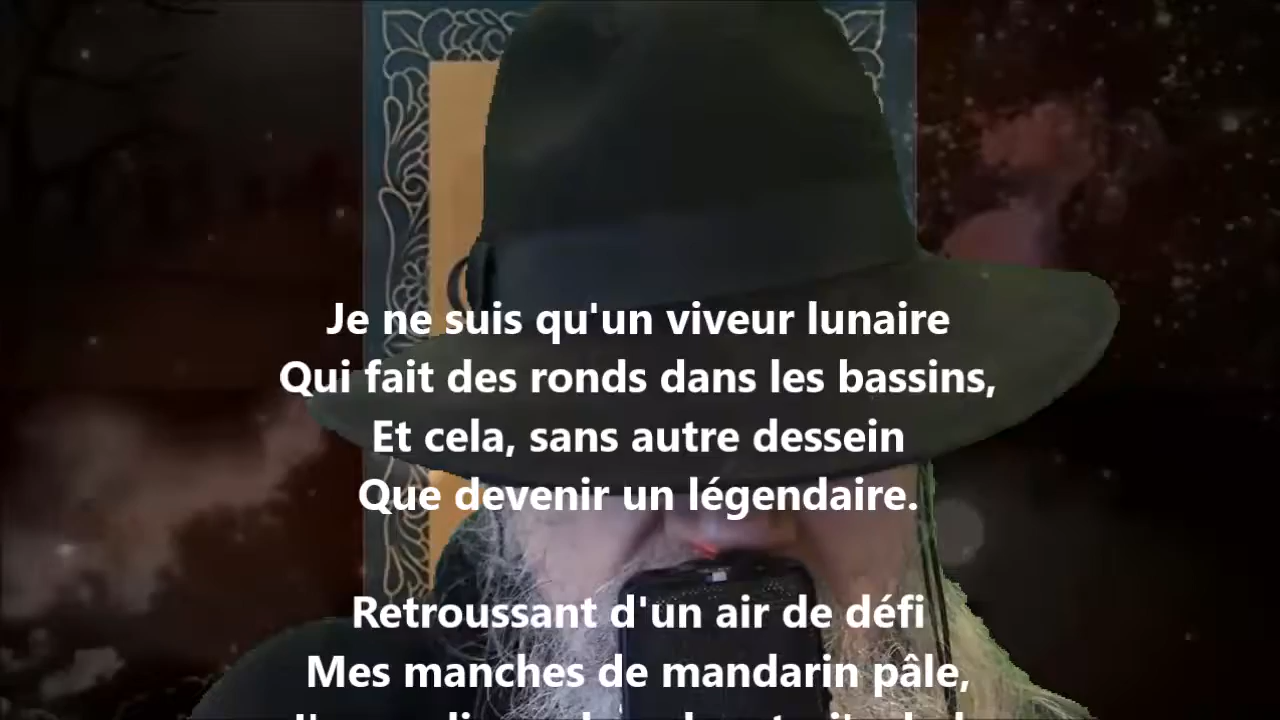 Je ne suis qu'un viveur lunaire
Qui fait des ronds dans les bassins,
Et cela, sans autre dessein
Que devenir un légendaire.
Retroussant d'un air de défi
Mes manches de mandarin pâle,